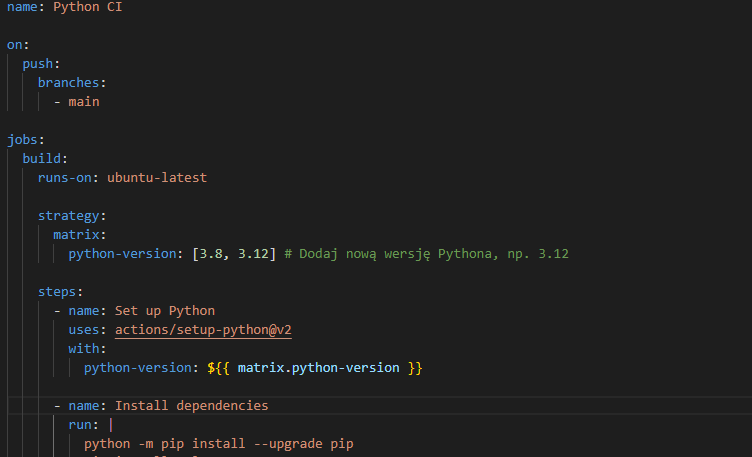 name: Python CI
on:
push:
branches:
- main
jobs:
build:
runs-on: ubuntu-latest
strategy:
matrix:
python-version: [3.8, 3.12] # Dodaj nową wersję Pythona, np. 3.12
steps:
- name: Set up Python
uses: actions/setup-python@v2
with:
python-version: ${{ matrix.python-version }}
- name: Install dependencies
run: |
python -m pip install --upgrade pip